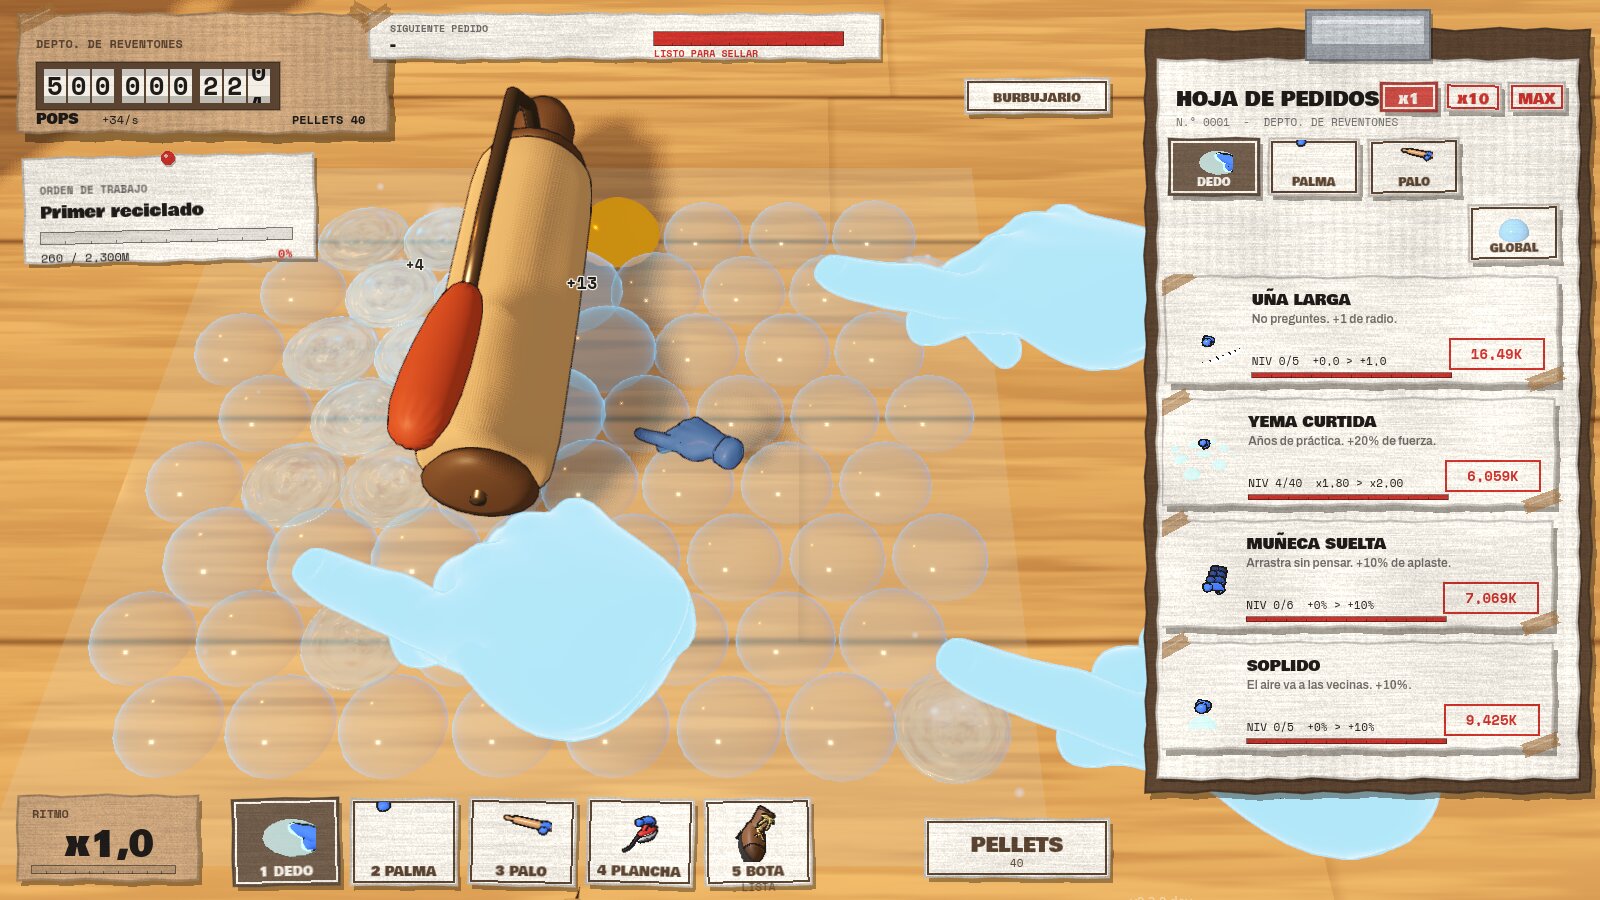 DEPTO. DE REVENTONES
500 000 22
POPS +34/s PELLETS 40
SIGUIENTE PEDIDO
-
LISTO PARA SELLAR
ORDEN DE TRABAJO
Primer reciclado
0%
260 / 2,300M
BURBUJARIO
+4
+13
HOJA DE PEDIDOS x1 x10 MAX
N.° 0001 - DEPTO. DE REVENTONES
DEDO
PALMA
PALO
GLOBAL
UÑA LARGA
No preguntes. +1 de radio.
NIV 0/5 +0,0 > +1,0
16,49K
YEMA CURTIDA
Años de práctica. +20% de fuerza.
NIV 4/40 x1,80 > x2,00
6,059K
MUÑECA SUELTA
Arrastra sin pensar. +10% de aplaste.
NIV 0/6 +0% > +10%
7,069K
SOPLIDO
El aire va a las vecinas. +10%.
NIV 0/5 +0% > +10%
9,425K
RITMO
x1,0
1 DEDO
2 PALMA
3 PALO
4 PLANCHA
5 BOTA
LISTA
PELLETS
40